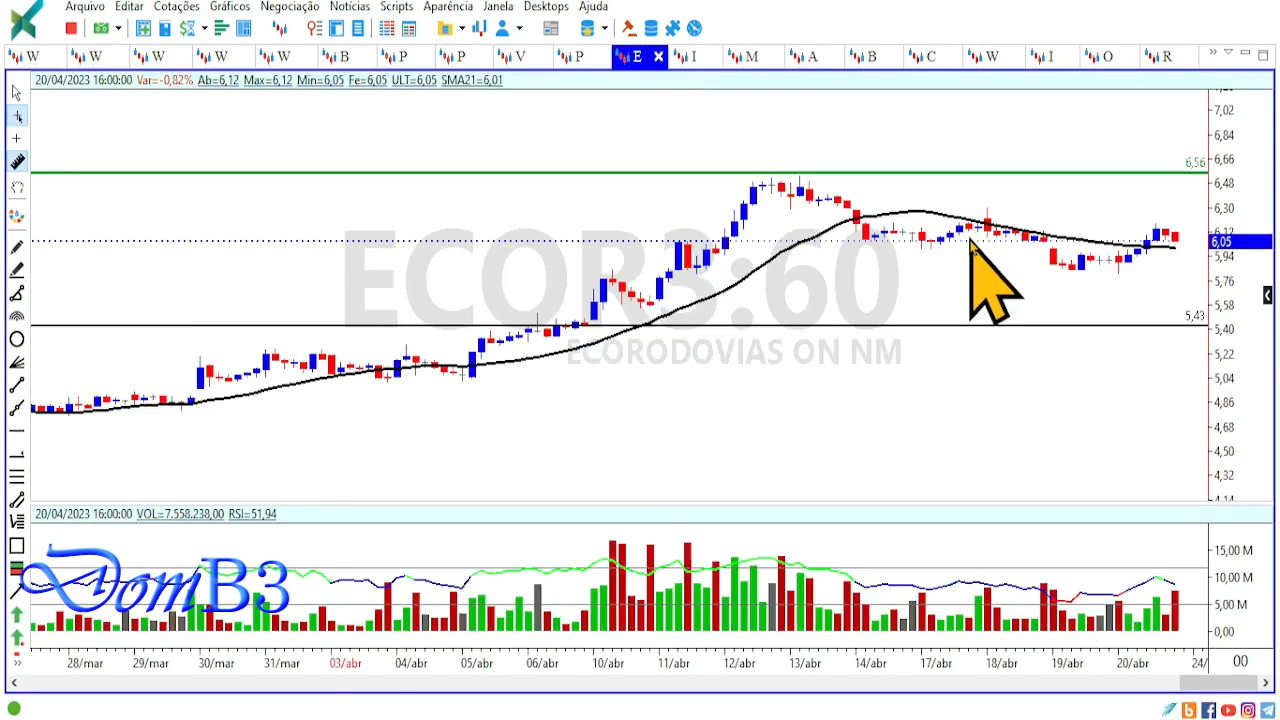 Arquivo Editar Cotações Gráficos Negociação Notícias Scripts Aparência Janela Desktops Ajuda
W W W W W B P P V P E I M A B C W I O R
20/04/2023 16:00:00 Var=-0,82% Ab=6,12 Max=6,12 Min=6,05 Fe=6,05 ULT=6,05 SMA21=6,01
7,02
6,84
6,56 6,66
6,48
6,30
6,12
6,05
5,94
5,76
5,58
5,43
5,40
5,22
5,04
4,86
4,68
4,50
4,32
4,14
ECOR3:60
ECORODOVIAS ON NM
20/04/2023 16:00:00 VOL=7.558.238,00 RSI=51,94
15,00 M
10,00 M
5,00 M
0,00
DomB3
28/mar 29/mar 30/mar 31/mar 03/abr 04/abr 05/abr 06/abr 10/abr 11/abr 12/abr 13/abr 14/abr 17/abr 18/abr 19/abr 20/abr 24/ 00